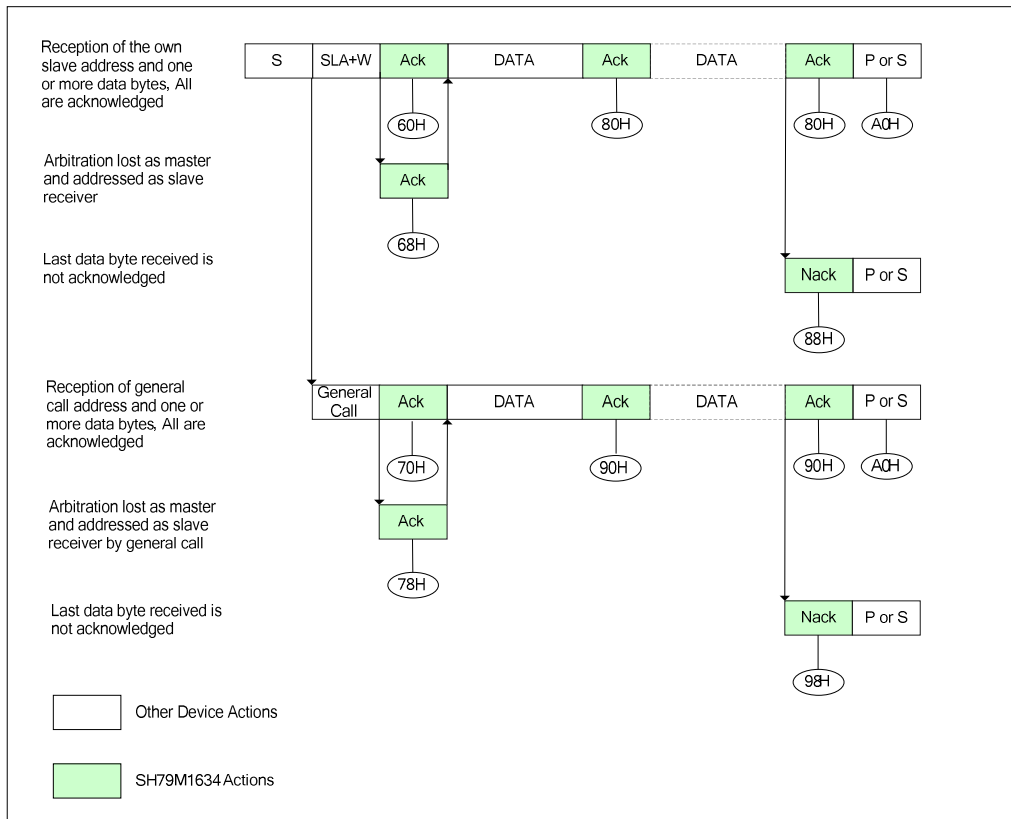 Reception of the own
slave address and one
or more data bytes, All
are acknowledged
S SLA+W Ack DATA Ack DATA Ack P or S
60H 80H 80H A0H
Arbitration lost as master
and addressed as slave
receiver
Ack
68H
Last data byte received is
not acknowledged
Nack P or S
88H
Reception of general
call address and one or
more data bytes, All are
acknowledged
General
Call
Ack DATA Ack DATA Ack P or S
70H 90H 90H A0H
Arbitration lost as master
and addressed as slave
receiver by general call
Ack
78H
Last data byte received is
not acknowledged
Nack P or S
98H
Other Device Actions
SH79M1634 Actions